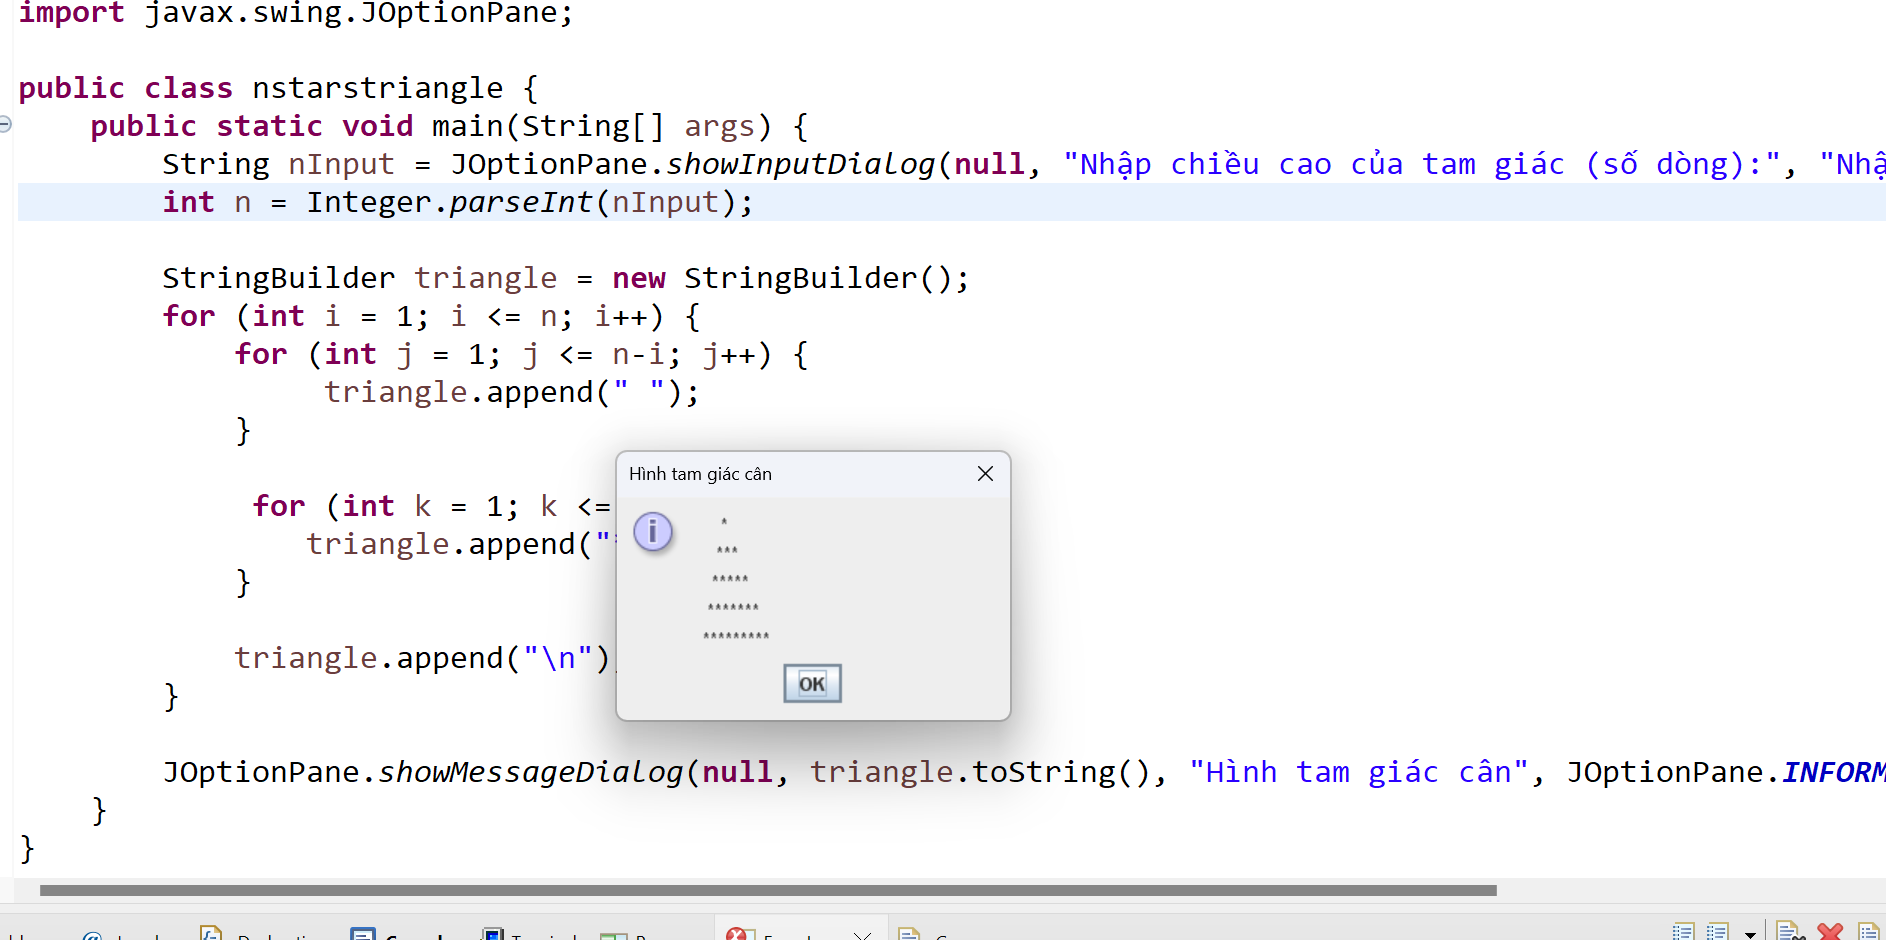 import javax.swing.JOptionPane;
public class nstarstriangle {
public static void main(String[] args) {
String nInput = JOptionPane.showInputDialog(null, "Nhập chiều cao của tam giác (số dòng):", "Nhậ
int n = Integer.parseInt(nInput);
StringBuilder triangle = new StringBuilder();
for (int i = 1; i <= n; i++) {
for (int j = 1; j <= n-i; j++) {
triangle.append(" ");
}
for (int k = 1; k <=
triangle.append("
}
triangle.append("\n")
}
JOptionPane.showMessageDialog(null, triangle.toString(), "Hình tam giác cân", JOptionPane.INFORM
}
}
Hình tam giác cân
*
***
*****
*******
*********
OK